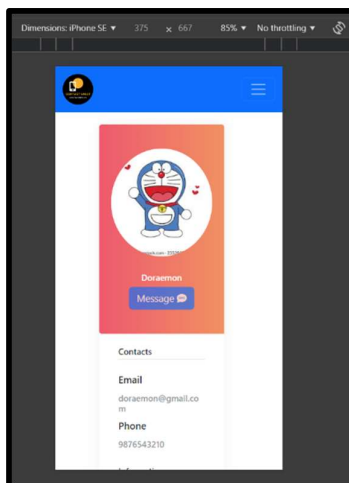 Dimensions: iPhone SE ▼ 375 × 667 85% ▼ No throttling ▼
Doraemon
Message
Contacts
Email
doraemon@gmail.co
m
Phone
9876543210